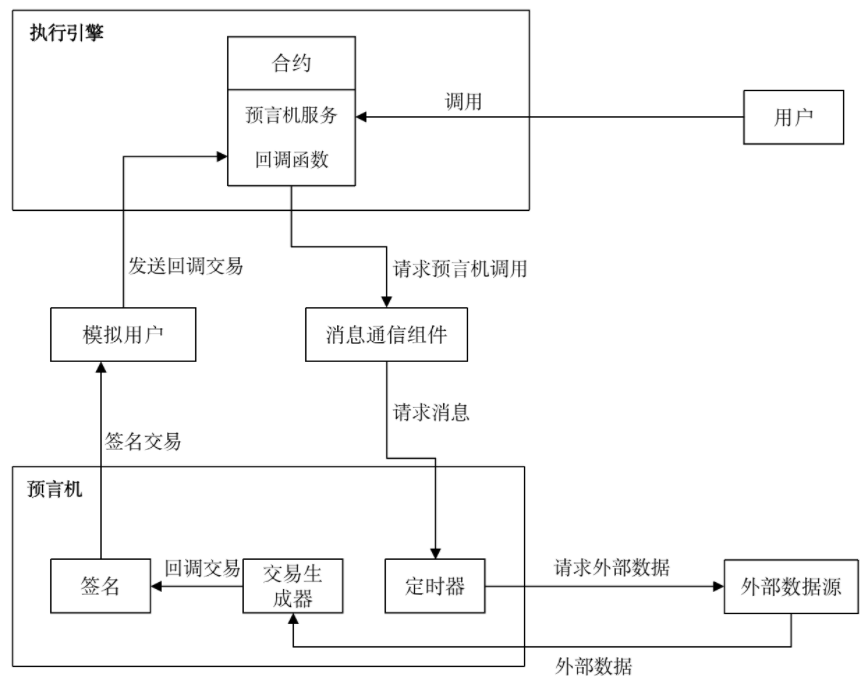 执行引擎
合约
调用
预言机服务
用户
回调函数
发送回调交易
请求预言机调用
模拟用户
消息通信组件
请求消息
签名交易
预言机
签名
回调交易
交易生
成器
定时器
请求外部数据
外部数据源
外部数据